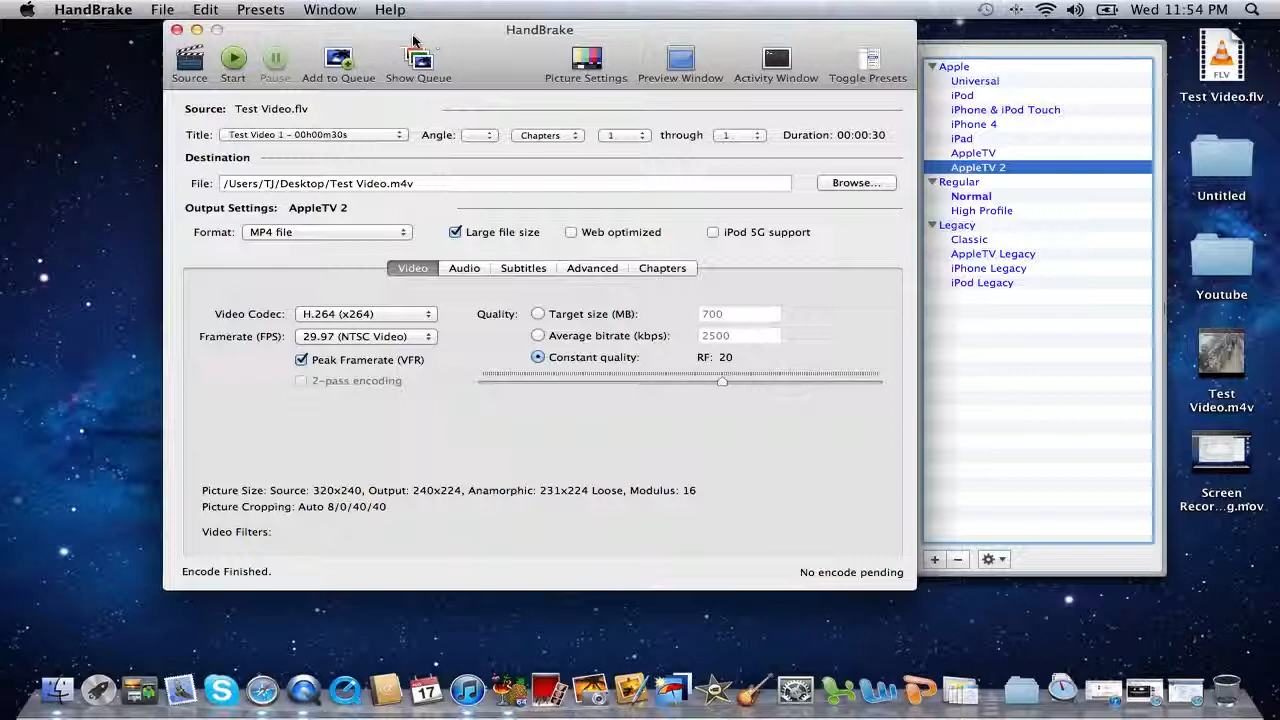 HandBrake File Edit Presets Window Help Wed 11:54 PM
HandBrake
Source Start Pause Add to Queue Show Queue Picture Settings Preview Window Activity Window Toggle Presets
Source: Test Video.flv
Title: Test Video 1 - 00h00m30s Angle: Chapters 1 through 1 Duration: 00:00:30
Destination
File: /Users/TJ/Desktop/Test Video.m4v Browse...
Output Settings: AppleTV 2
Format: MP4 file Large file size Web optimized iPod 5G support
Video Audio Subtitles Advanced Chapters
Video Codec: H.264 (x264) Quality: Target size (MB): 700
Framerate (FPS): 29.97 (NTSC Video) Average bitrate (kbps): 2500
Peak Framerate (VFR) Constant quality: RF: 20
2-pass encoding
Picture Size: Source: 320x240, Output: 240x224, Anamorphic: 231x224 Loose, Modulus: 16
Picture Cropping: Auto 8/0/40/40
Video Filters:
Encode Finished. No encode pending
Apple
Universal
iPod
iPhone & iPod Touch
iPhone 4
iPad
AppleTV
AppleTV 2
Regular
Normal
High Profile
Legacy
Classic
AppleTV Legacy
iPhone Legacy
iPod Legacy
FLV
Test Video.flv
Untitled
Youtube
Test
Video.m4v
Screen
Recor...g.mov
17